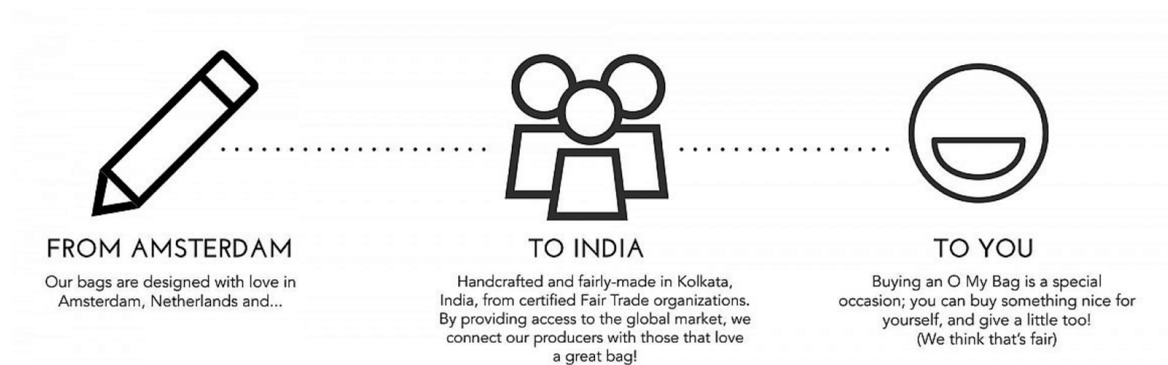 FROM AMSTERDAM
Our bags are designed with love in
Amsterdam, Netherlands and...
TO INDIA
Handcrafted and fairly-made in Kolkata,
India, from certified Fair Trade organizations.
By providing access to the global market, we
connect our producers with those that love
a great bag!
TO YOU
Buying an O My Bag is a special
occasion; you can buy something nice for
yourself, and give a little too!
(We think that's fair)